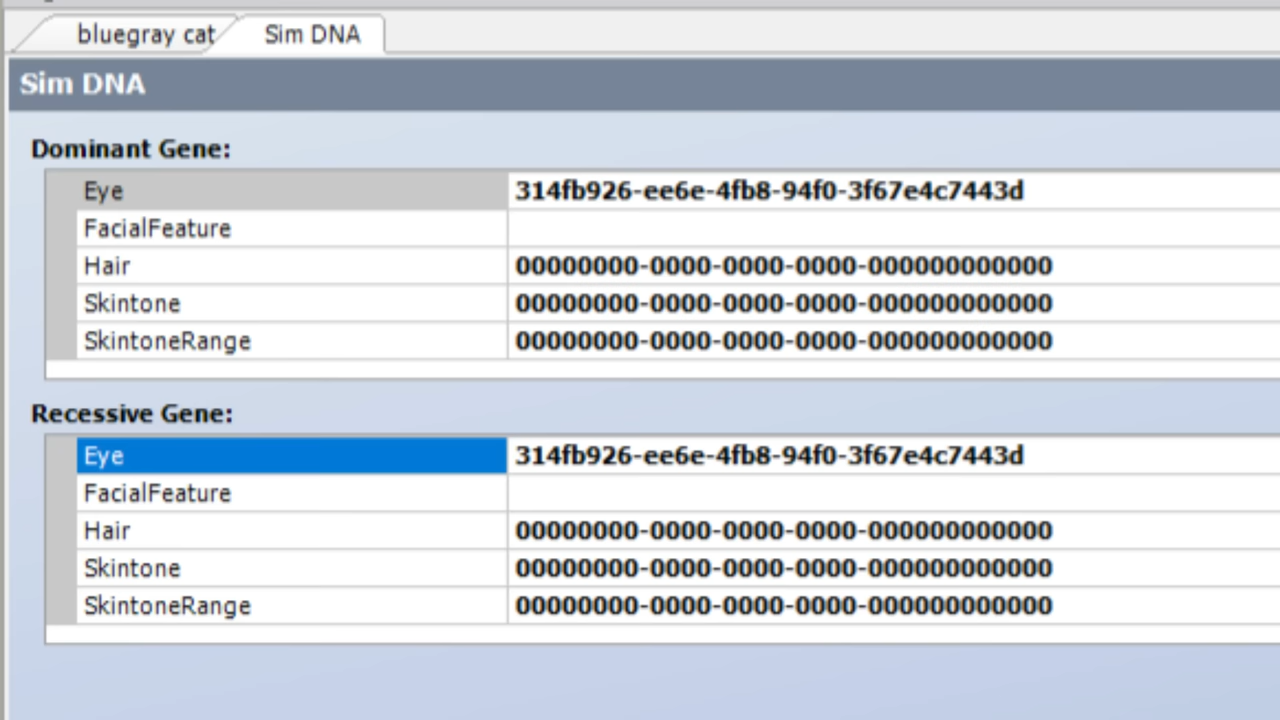 bluegray cat Sim DNA
Sim DNA
Dominant Gene:
Eye 314fb926-ee6e-4fb8-94f0-3f67e4c7443d
FacialFeature
Hair 00000000-0000-0000-0000-000000000000
Skintone 00000000-0000-0000-0000-000000000000
SkintoneRange 00000000-0000-0000-0000-000000000000
Recessive Gene:
Eye 314fb926-ee6e-4fb8-94f0-3f67e4c7443d
FacialFeature
Hair 00000000-0000-0000-0000-000000000000
Skintone 00000000-0000-0000-0000-000000000000
SkintoneRange 00000000-0000-0000-0000-000000000000